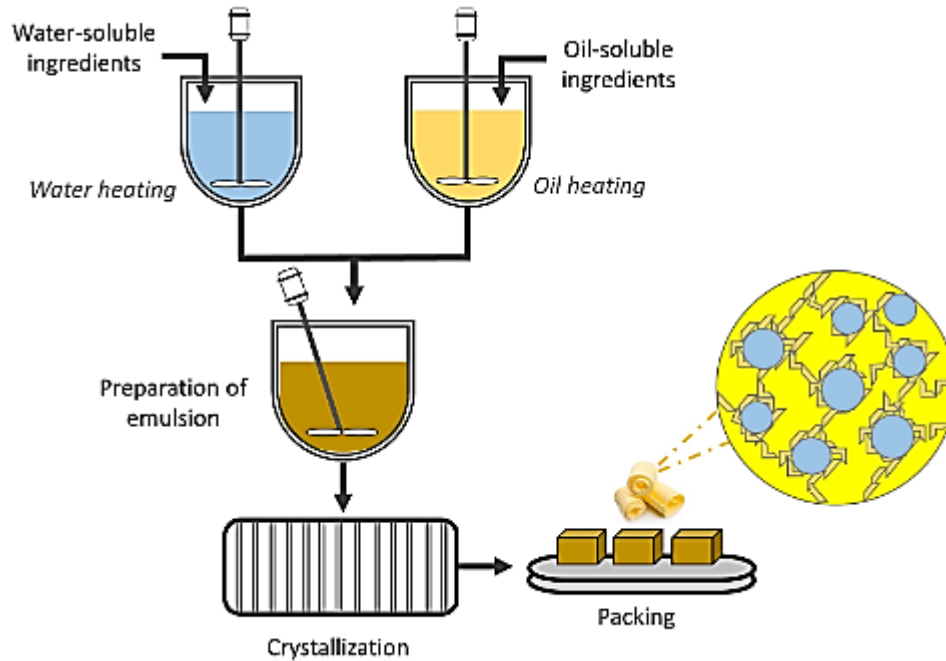 Water-soluble
ingredients
Oil-soluble
ingredients
Water heating
Oil heating
Preparation of
emulsion
Crystallization
Packing